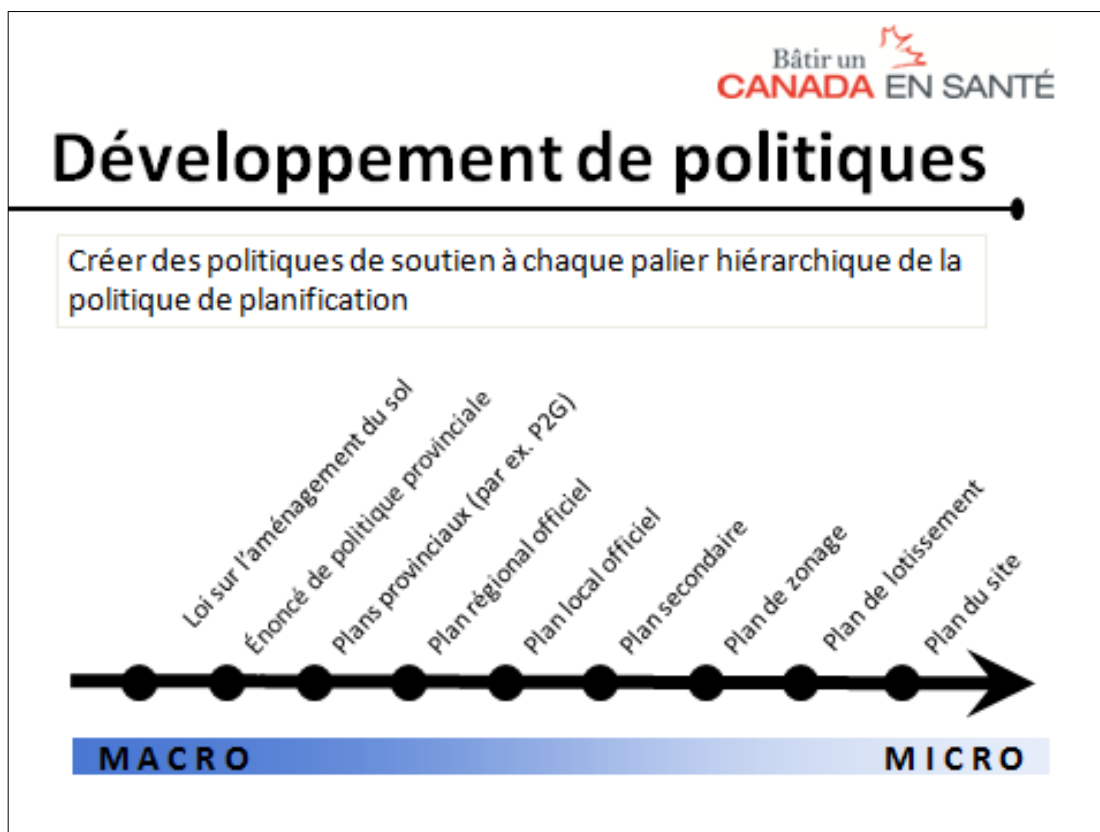 Bâtir un
CANADA EN SANTÉ
Développement de politiques
Créer des politiques de soutien à chaque palier hiérarchique de la
politique de planification
Loi sur l'aménagement du sol
Énoncé de politique provinciale
Plans provinciaux (par ex. P2G)
Plan régional officiel
Plan local officiel
Plan secondaire
Plan de zonage
Plan de lotissement
Plan du site
MACRO
MICRO